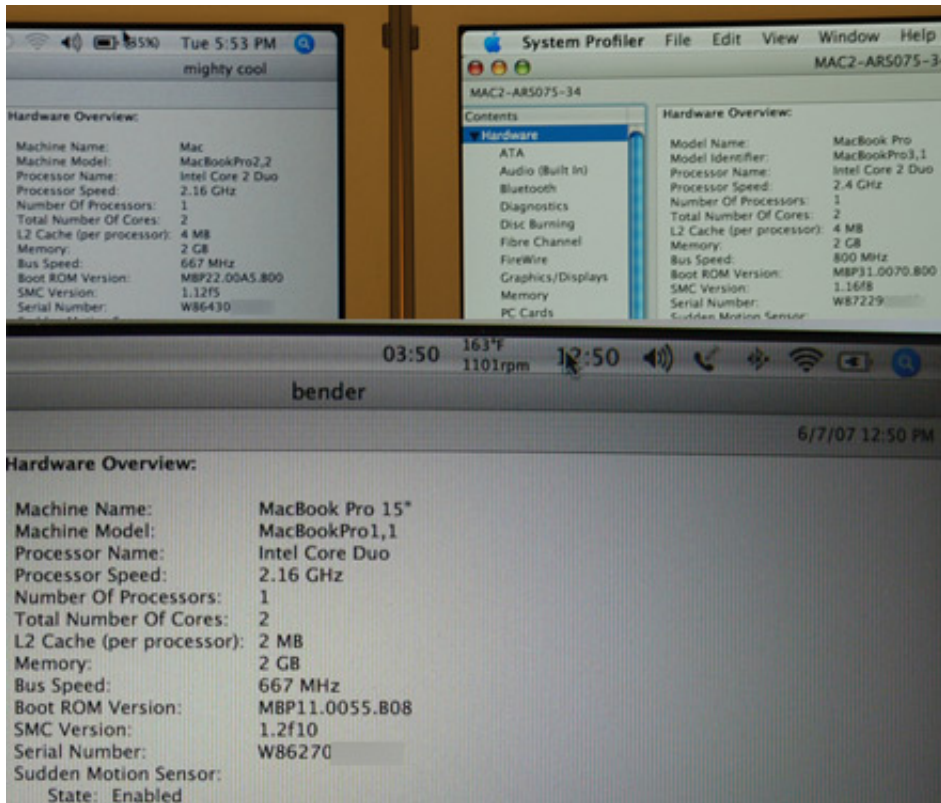 85%) Tue 5:53 PM
mighty cool
Hardware Overview:
Machine Name: Mac
Machine Model: MacBookPro2,2
Processor Name: Intel Core 2 Duo
Processor Speed: 2.16 GHz
Number Of Processors: 1
Total Number Of Cores: 2
L2 Cache (per processor): 4 MB
Memory: 2 GB
Bus Speed: 667 MHz
Boot ROM Version: MBP22.00A5.B00
SMC Version: 1.12f5
Serial Number: W86430
System Profiler File Edit View Window Help
MAC2-ARS075-3
MAC2-ARS075-34
Contents
Hardware
ATA
Audio (Built In)
Bluetooth
Diagnostics
Disc Burning
Fibre Channel
FireWire
Graphics/Displays
Memory
PC Cards
Hardware Overview:
Model Name: MacBook Pro
Model Identifier: MacBookPro3,1
Processor Name: Intel Core 2 Duo
Processor Speed: 2.4 GHz
Number Of Processors: 1
Total Number Of Cores: 2
L2 Cache (per processor): 4 MB
Memory: 2 GB
Bus Speed: 800 MHz
Boot ROM Version: MBP31.0070.B00
SMC Version: 1.16f8
Serial Number: W87229
Sudden Motion Sensor:
03:50 163°F 12:50
1101rpm
bender
6/7/07 12:50 PM
Hardware Overview:
Machine Name: MacBook Pro 15"
Machine Model: MacBookPro1,1
Processor Name: Intel Core Duo
Processor Speed: 2.16 GHz
Number Of Processors: 1
Total Number Of Cores: 2
L2 Cache (per processor): 2 MB
Memory: 2 GB
Bus Speed: 667 MHz
Boot ROM Version: MBP11.0055.B08
SMC Version: 1.2f10
Serial Number: W86270
Sudden Motion Sensor:
State: Enabled